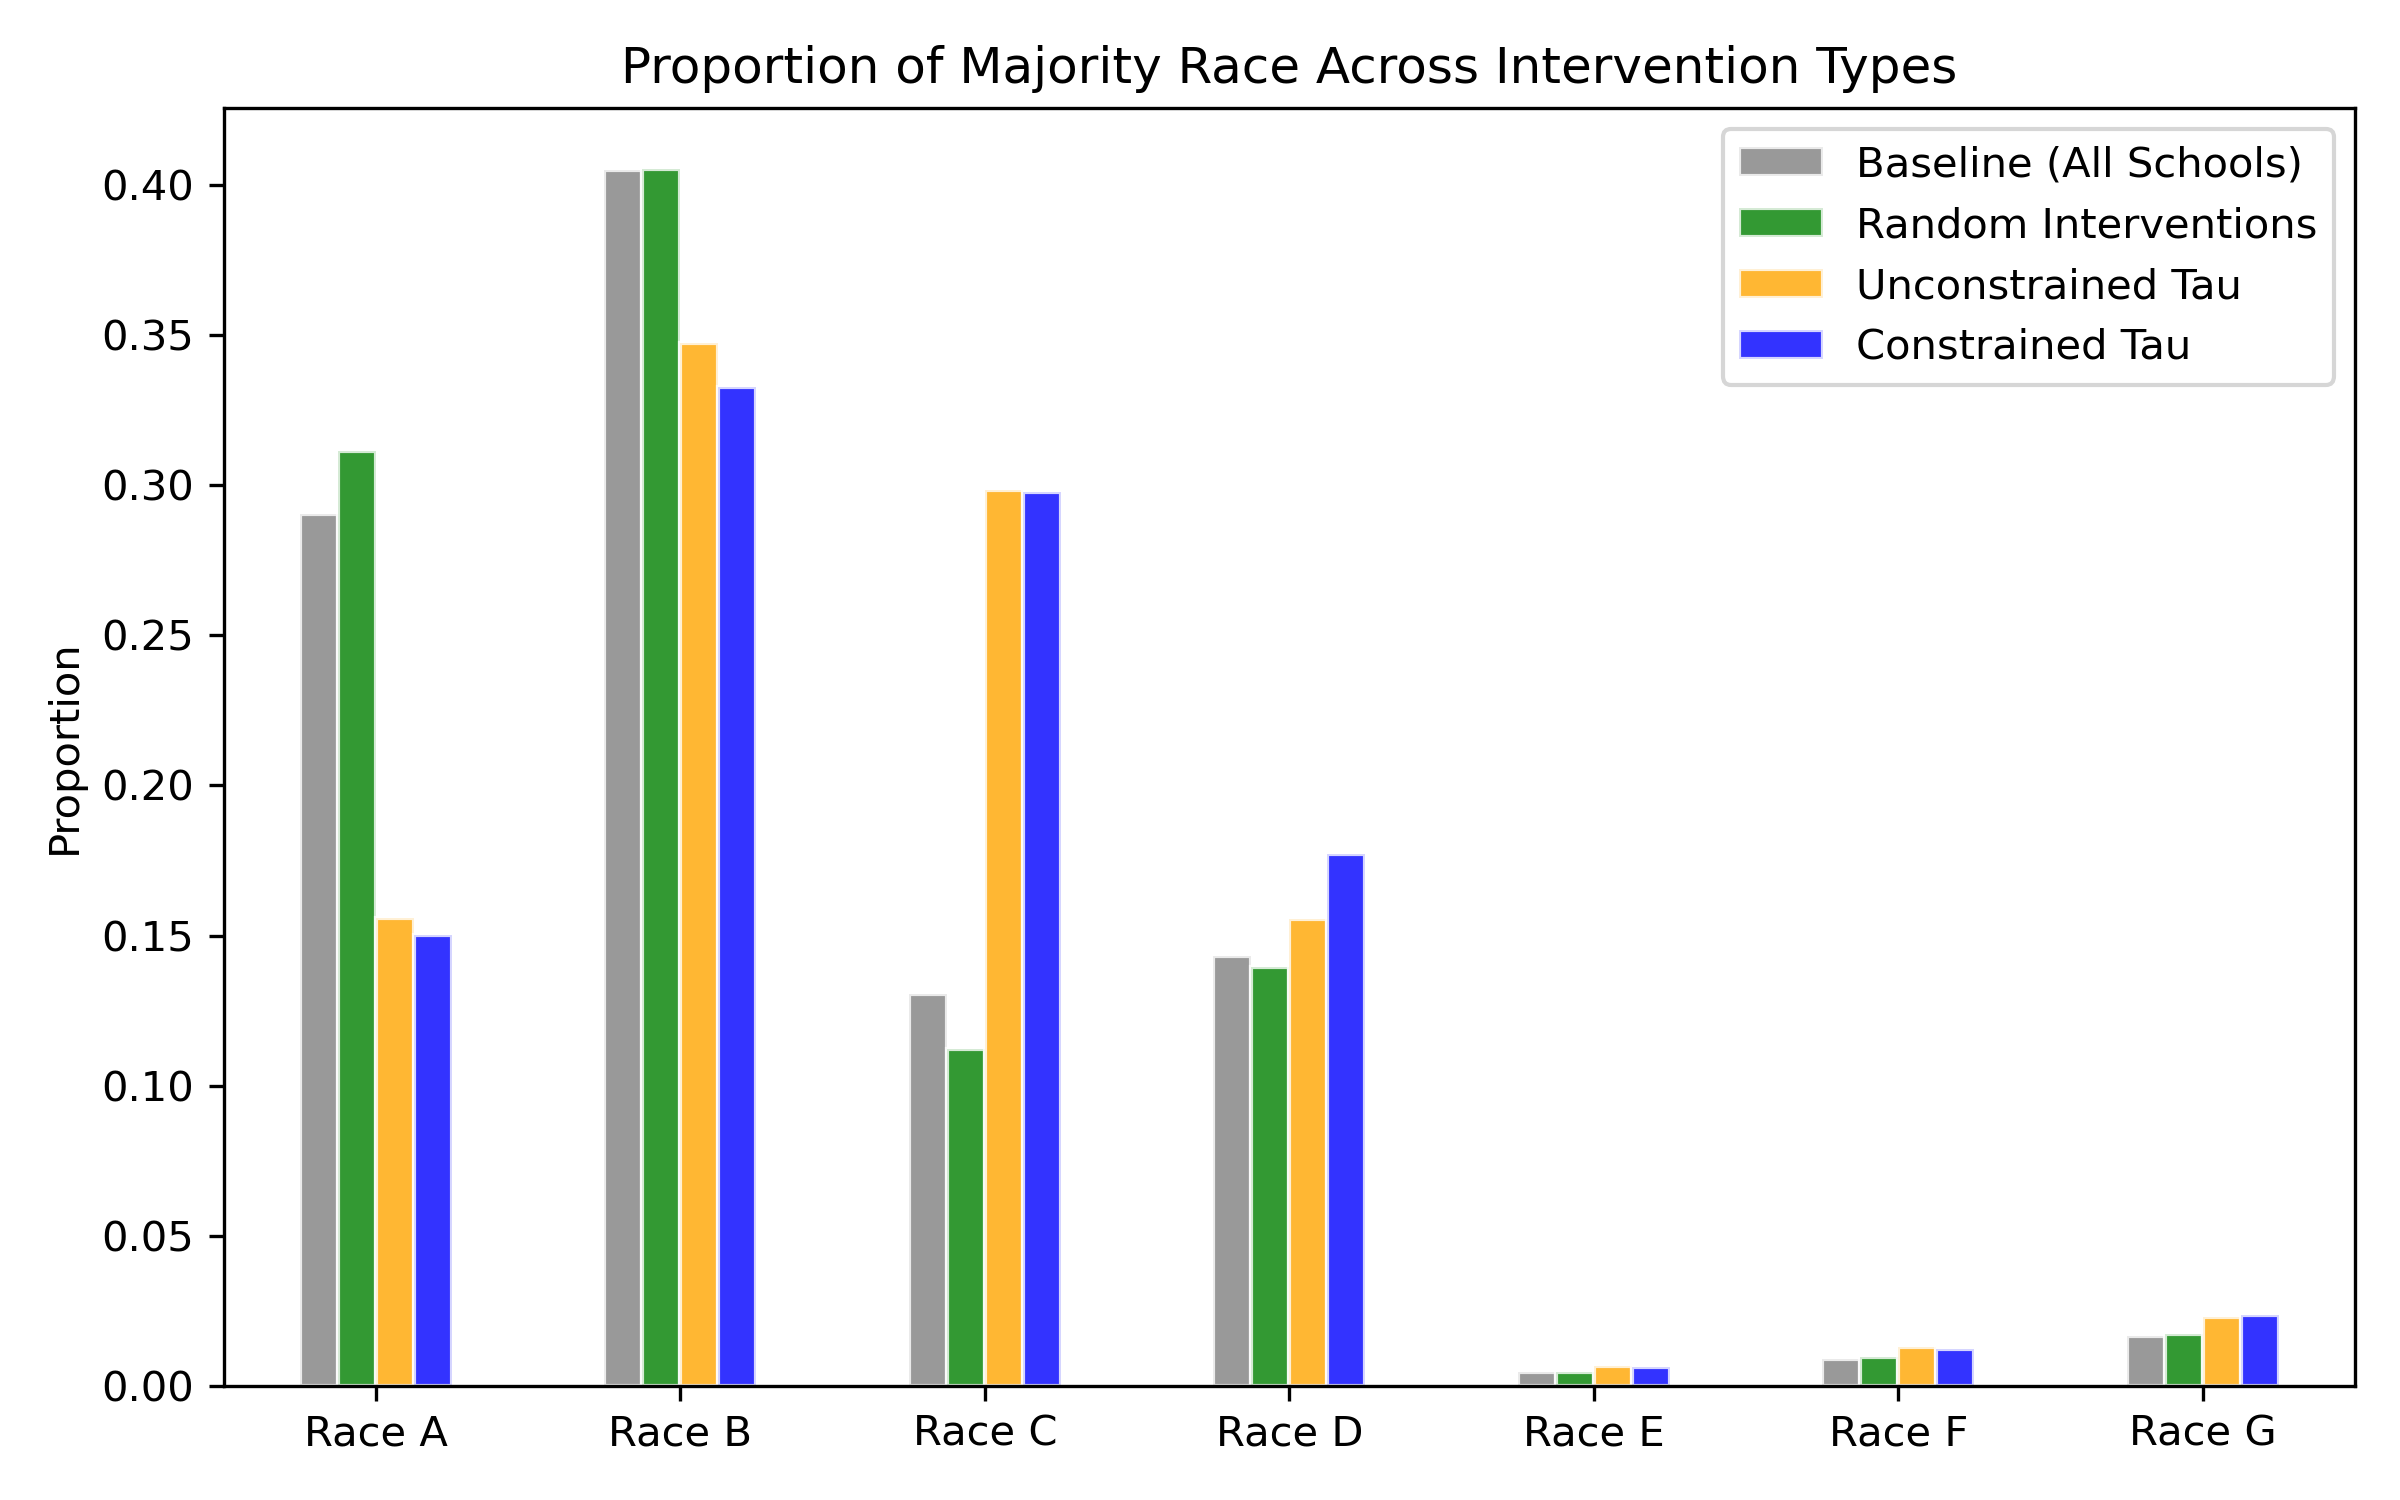 Proportion of Majority Race Across Intervention Types
Baseline (All Schools)
Random Interventions
Unconstrained Tau
Constrained Tau
Proportion
0.40
0.35
0.30
0.25
0.20
0.15
0.10
0.05
0.00
Race A Race B Race C Race D Race E Race F Race G